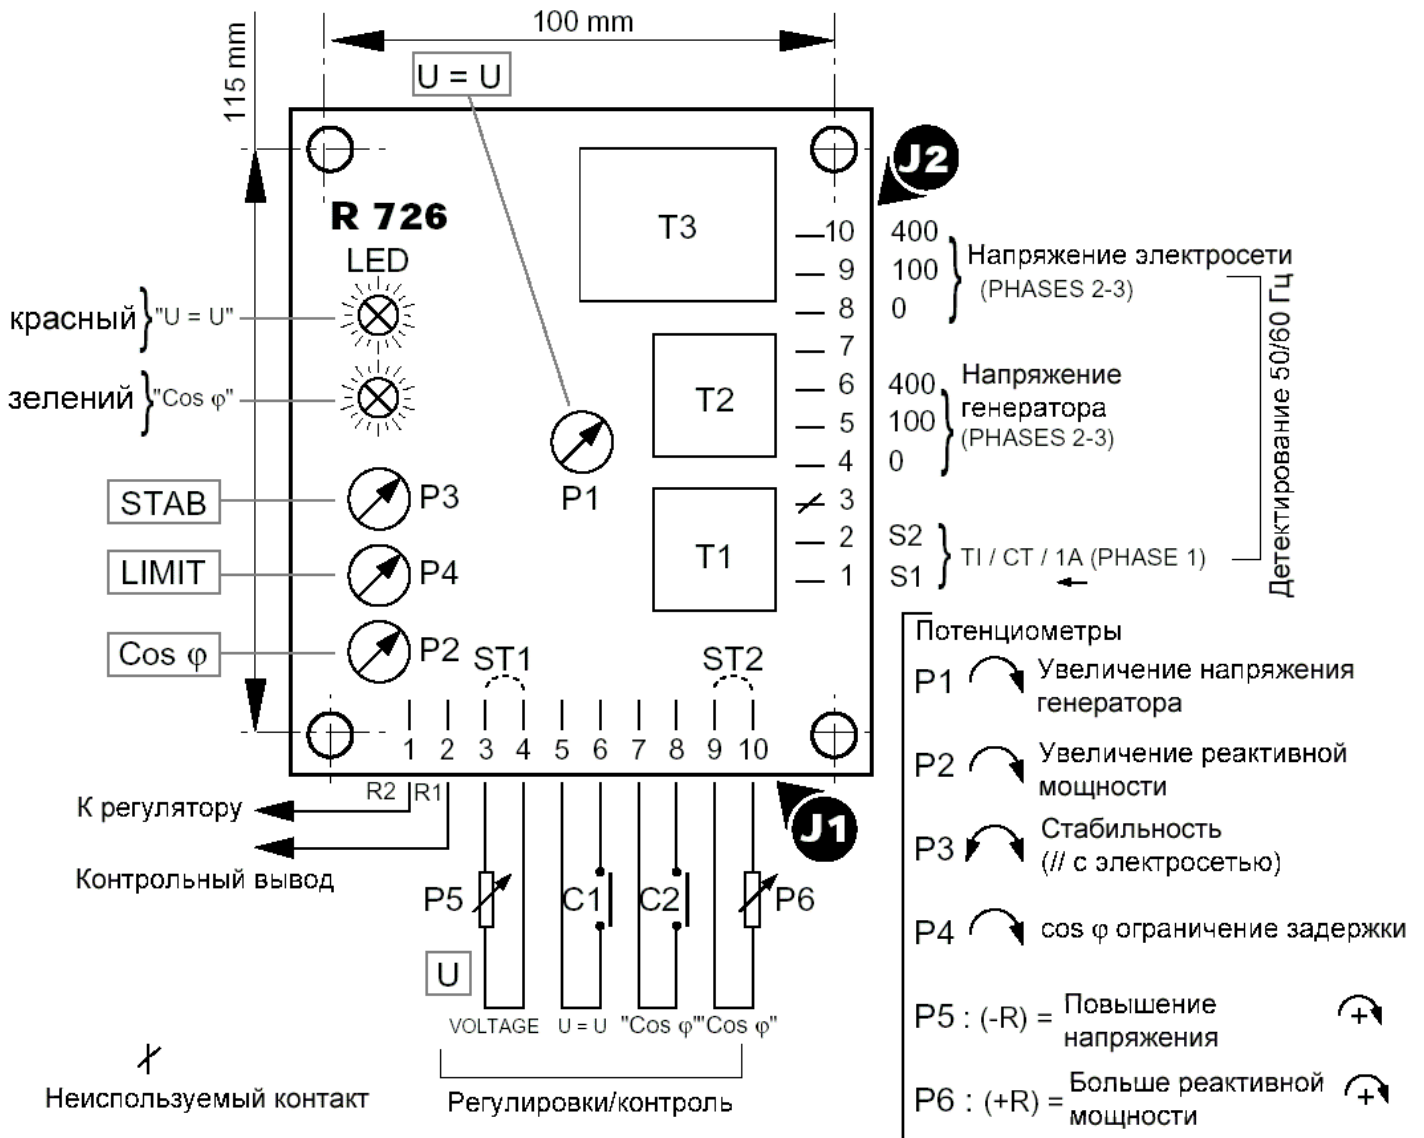 100 mm
115 mm
U = U
J2
R 726
LED
T3
10 400
9 100
8 0
Напряжение электросети
(PHASES 2-3)
красный } "U = U"
зелений } "Cos φ"
7
6 400
5 100
4 0
Напряжение
генератора
(PHASES 2-3)
T2
P1
Детектирование 50/60 Гц
STAB P3
LIMIT P4
Cos φ P2
T1
3
2 S2
1 S1
TI / CT / 1A (PHASE 1)
ST1 ST2
1 2 3 4 5 6 7 8 9 10
R2 R1
J1
К регулятору
Контрольный вывод
P5 C1 C2 P6
U
VOLTAGE U = U "Cos φ" "Cos φ"
Регулировки/контроль
Неиспользуемый контакт
Потенциометры
P1 Увеличение напряжения
генератора
P2 Увеличение реактивной
мощности
P3 Стабильность
(// с электросетью)
P4 cos φ ограничение задержки
P5 : (-R) = Повышение
напряжения
+
P6 : (+R) = Больше реактивной
мощности
+